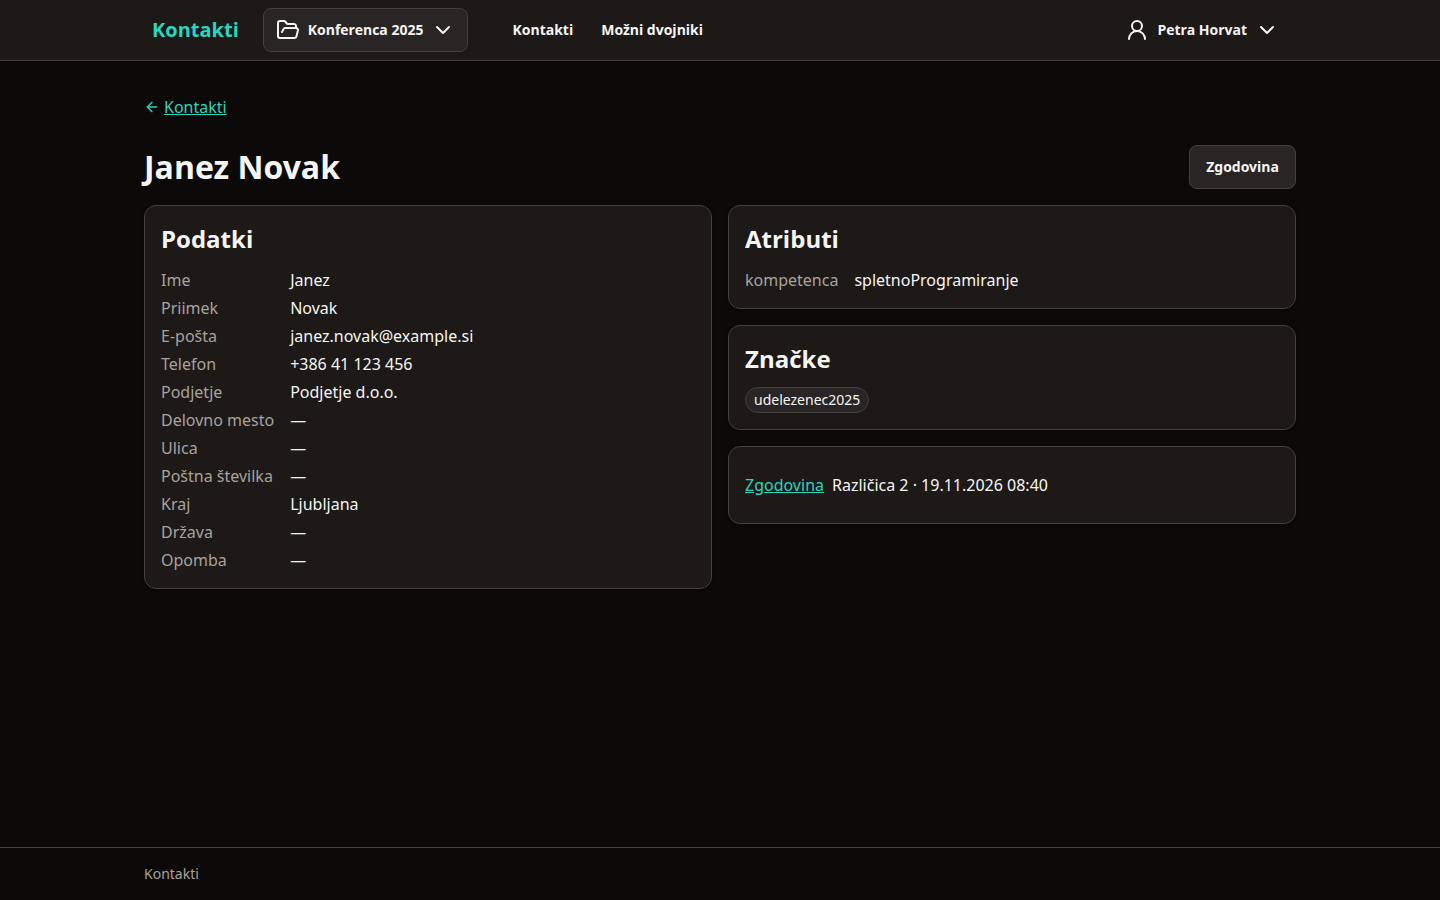 Kontakti
Konferenca 2025
Kontakti
Možni dvojniki
Petra Horvat
← Kontakti
Janez Novak
Zgodovina
Podatki
Ime Janez
Priimek Novak
E-pošta janez.novak@example.si
Telefon +386 41 123 456
Podjetje Podjetje d.o.o.
Delovno mesto —
Ulica —
Poštna številka —
Kraj Ljubljana
Država —
Opomba —
Atributi
kompetenca spletnoProgramiranje
Značke
udelezenec2025
Zgodovina Različica 2 · 19.11.2026 08:40
Kontakti